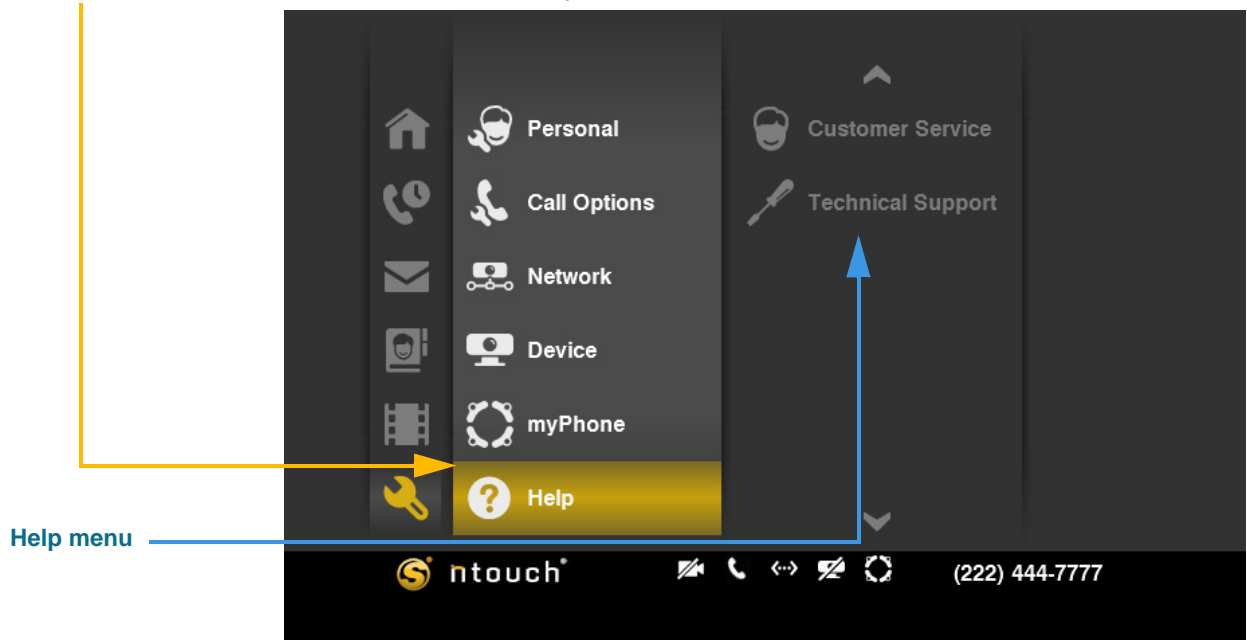 Personal
Customer Service
Call Options
Technical Support
Network
Device
myPhone
Help
Help menu
ntouch®
(222) 444-7777